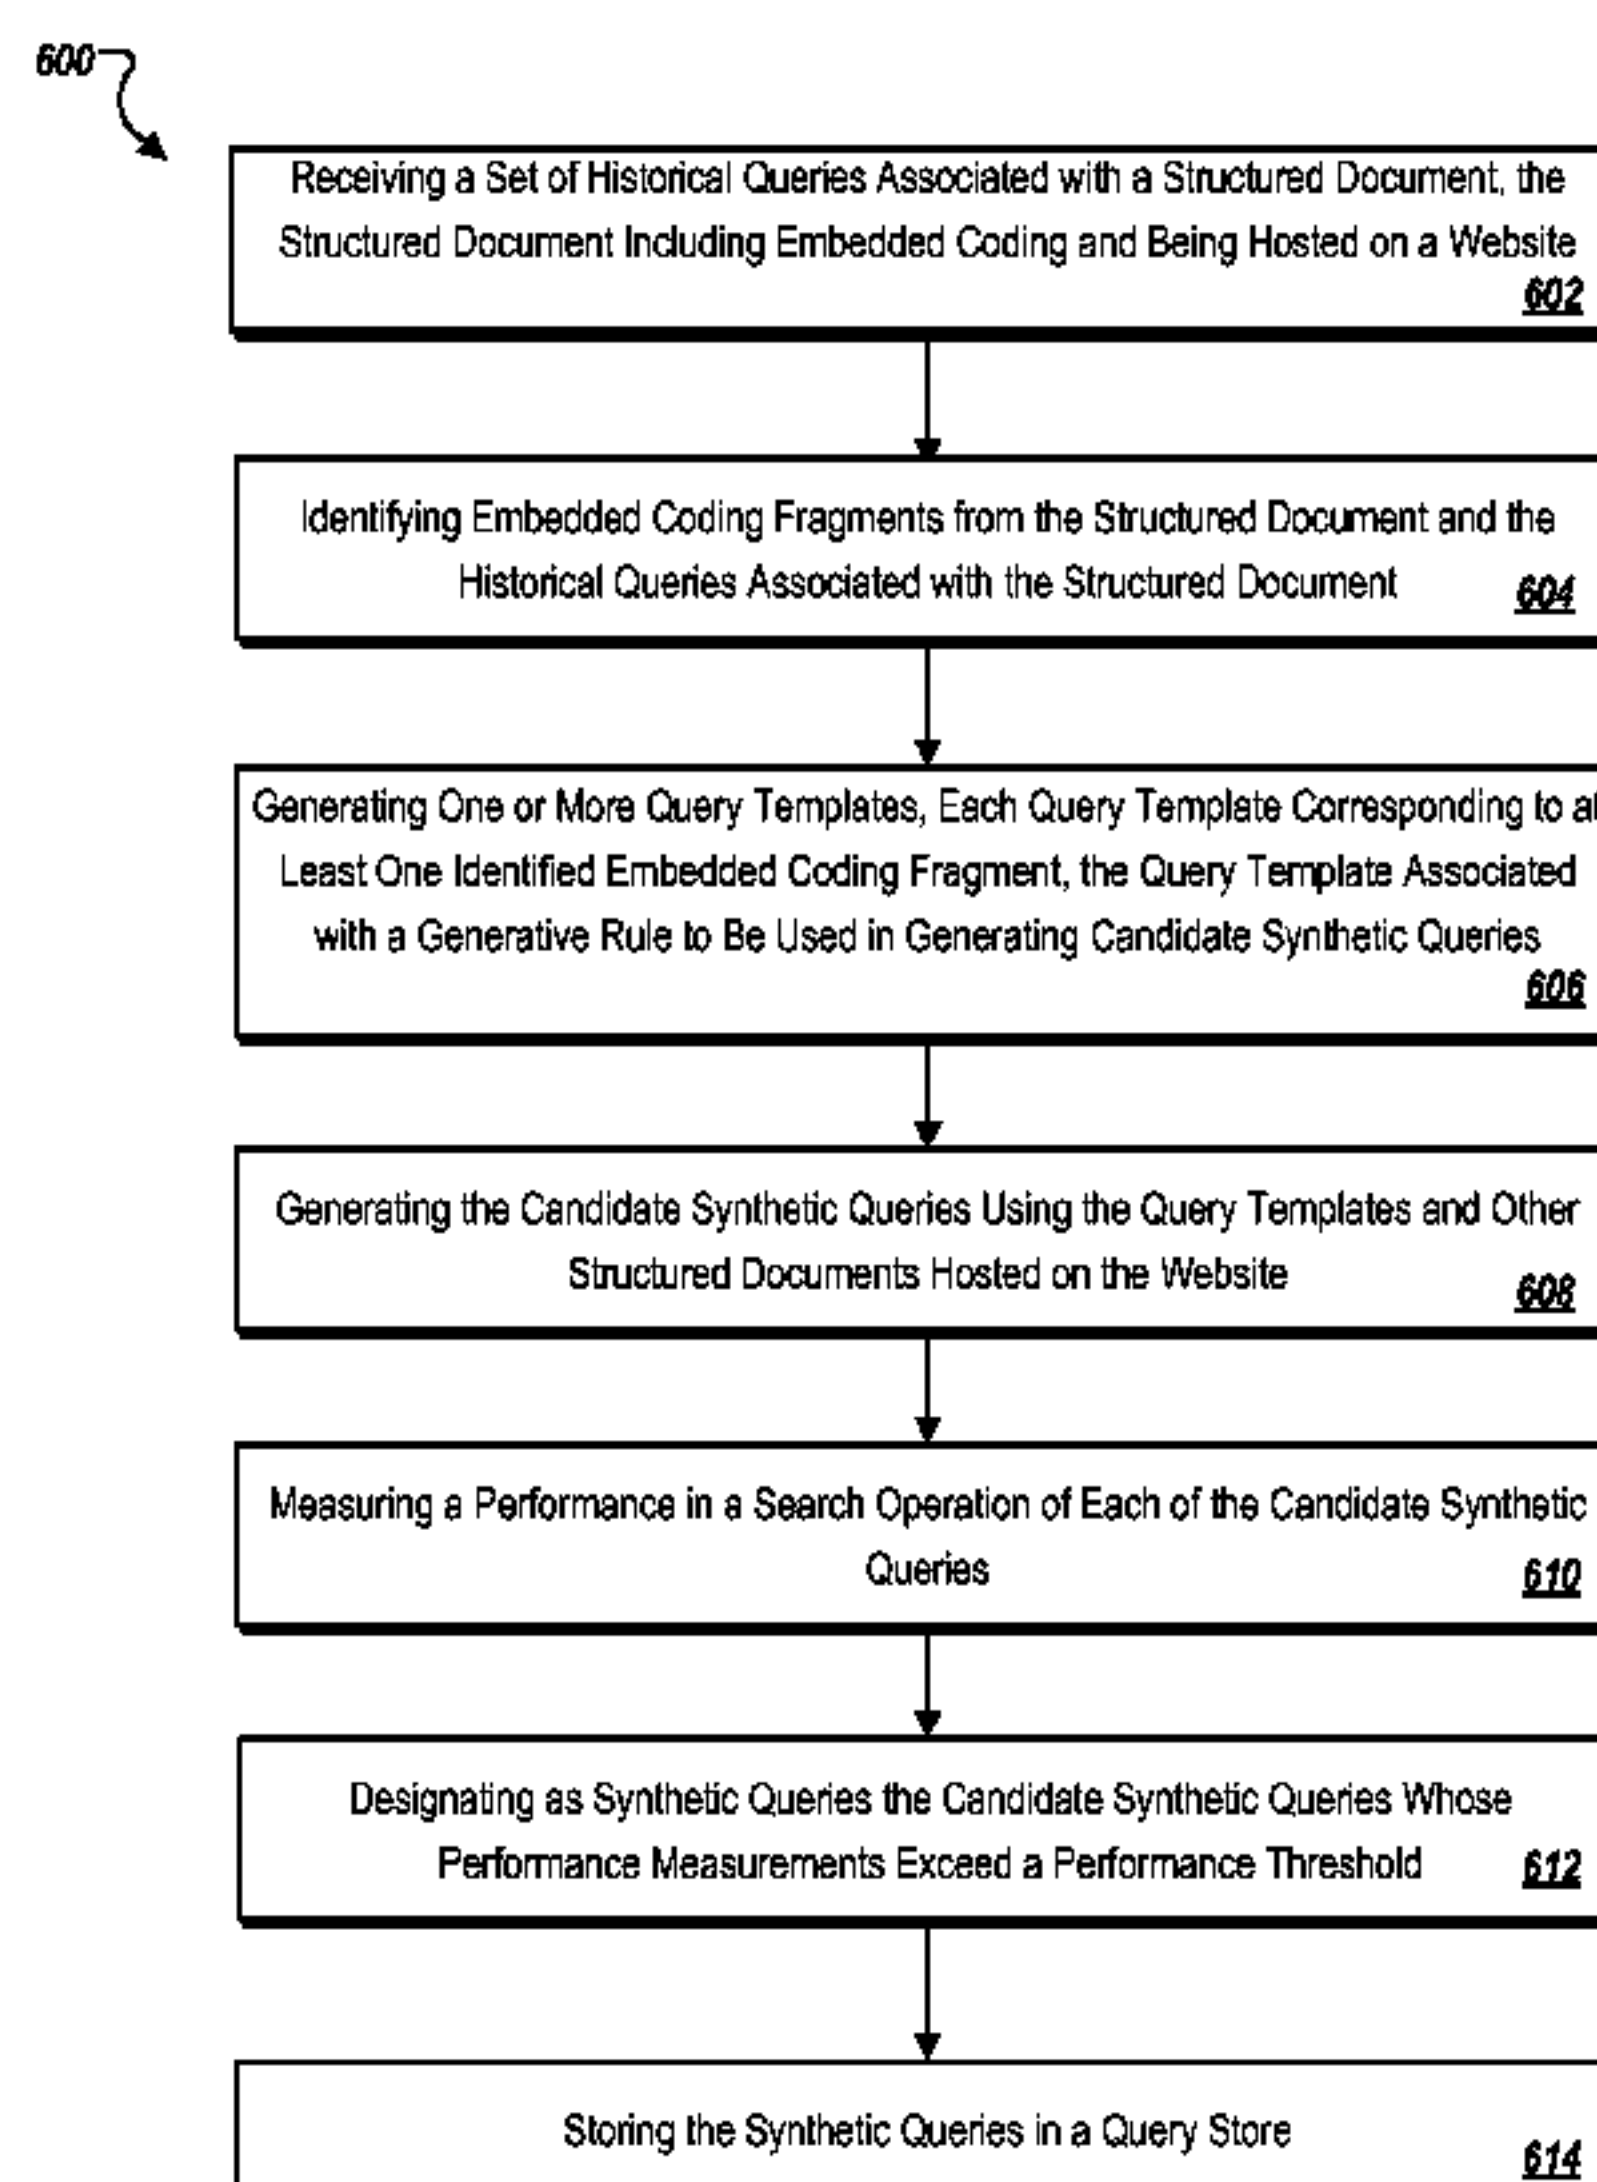 600
Receiving a Set of Historical Queries Associated with a Structured Document, the
Structured Document Including Embedded Coding and Being Hosted on a Website
602
Identifying Embedded Coding Fragments from the Structured Document and the
Historical Queries Associated with the Structured Document
604
Generating One or More Query Templates, Each Query Template Corresponding to at
Least One Identified Embedded Coding Fragment, the Query Template Associated
with a Generative Rule to Be Used in Generating Candidate Synthetic Queries
606
Generating the Candidate Synthetic Queries Using the Query Templates and Other
Structured Documents Hosted on the Website
608
Measuring a Performance in a Search Operation of Each of the Candidate Synthetic
Queries
610
Designating as Synthetic Queries the Candidate Synthetic Queries Whose
Performance Measurements Exceed a Performance Threshold
612
Storing the Synthetic Queries in a Query Store
614